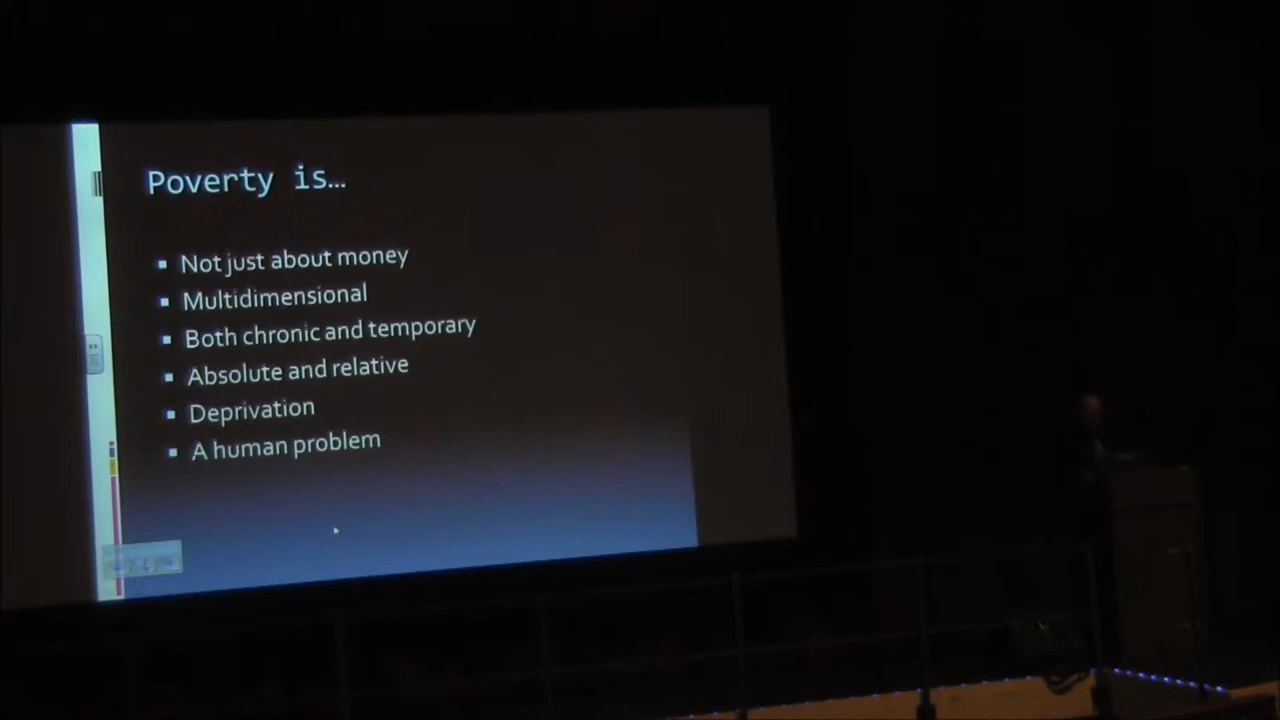 Poverty is…
Not just about money
Multidimensional
Both chronic and temporary
Absolute and relative
Deprivation
A human problem